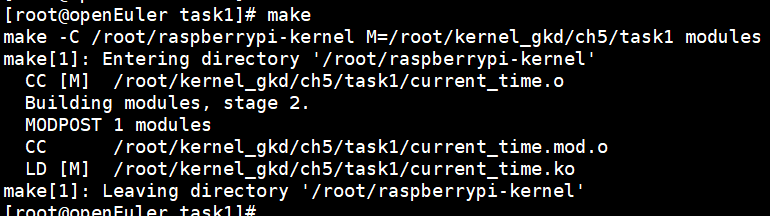 [root@openEuler task1]# make
make -C /root/raspberrypi-kernel M=/root/kernel_gkd/ch5/task1 modules
make[1]: Entering directory '/root/raspberrypi-kernel'
  CC [M]  /root/kernel_gkd/ch5/task1/current_time.o
  Building modules, stage 2.
  MODPOST 1 modules
  CC      /root/kernel_gkd/ch5/task1/current_time.mod.o
  LD [M]  /root/kernel_gkd/ch5/task1/current_time.ko
make[1]: Leaving directory '/root/raspberrypi-kernel'
[root@openEuler task1]#